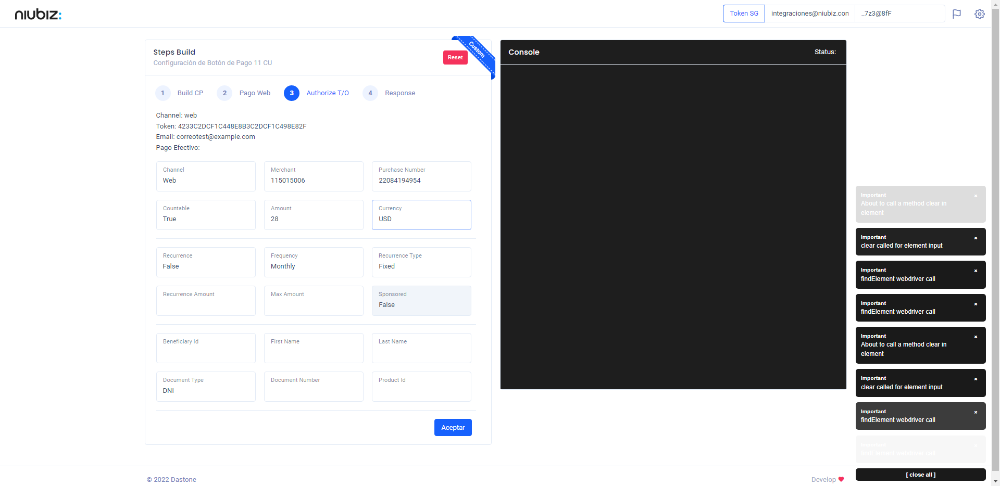 niubiz:
Token SG
integraciones@niubiz.con
_7z3@8fF
Steps Build
Configuración de Botón de Pago 11 CU
Reset
Custom
1 Build CP
2 Pago Web
3 Authorize T/O
4 Response
Channel: web
Token: 4233C2DCF1C448E8B3C2DCF1C498E82F
Email: correotest@example.com
Pago Efectivo:
Channel
Web
Merchant
115015006
Purchase Number
22084194954
Countable
True
Amount
28
Currency
USD
Recurrence
False
Frequency
Monthly
Recurrence Type
Fixed
Recurrence Amount
Max Amount
Sponsored
False
Beneficiary Id
First Name
Last Name
Document Type
DNI
Document Number
Product Id
Aceptar
Console
Status:
Important
About to call a method clear in
element
Important
clear called for element input
Important
findElement webdriver call
Important
findElement webdriver call
Important
About to call a method clear in
element
Important
clear called for element input
Important
findElement webdriver call
Important
findElement webdriver call
[ close all ]
© 2022 Dastone
Develop